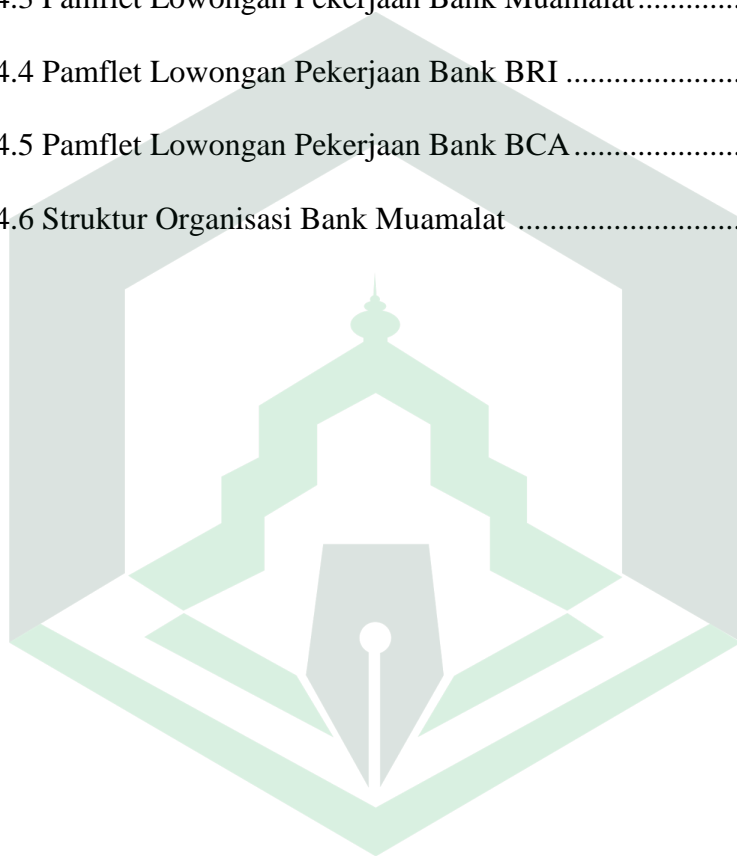 4.3 Pamflet Lowongan Pekerjaan Bank Muamalat......................
4.4 Pamflet Lowongan Pekerjaan Bank BRI ......................
4.5 Pamflet Lowongan Pekerjaan Bank BCA.....................
4.6 Struktur Organisasi Bank Muamalat ...........................